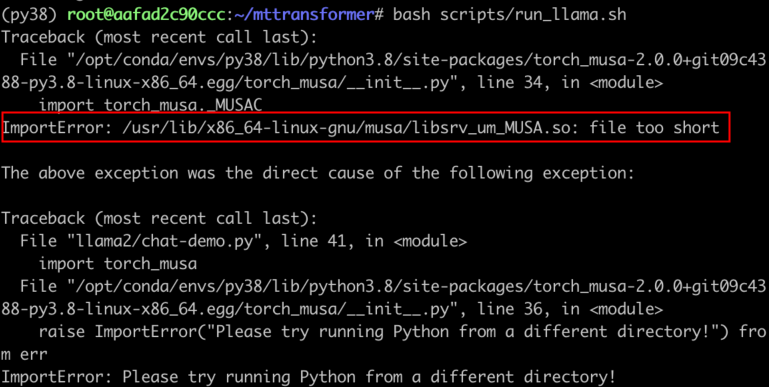 (py38) root@aafad2c90ccc:~/mttransformer# bash scripts/run_llama.sh
Traceback (most recent call last):
  File "/opt/conda/envs/py38/lib/python3.8/site-packages/torch_musa-2.0.0+git09c43
88-py3.8-linux-x86_64.egg/torch_musa/__init__.py", line 34, in <module>
    import torch_musa._MUSAC
ImportError: /usr/lib/x86_64-linux-gnu/musa/libsrv_um_MUSA.so: file too short

The above exception was the direct cause of the following exception:

Traceback (most recent call last):
  File "llama2/chat-demo.py", line 41, in <module>
    import torch_musa
  File "/opt/conda/envs/py38/lib/python3.8/site-packages/torch_musa-2.0.0+git09c43
88-py3.8-linux-x86_64.egg/torch_musa/__init__.py", line 36, in <module>
    raise ImportError("Please try running Python from a different directory!") fro
m err
ImportError: Please try running Python from a different directory!